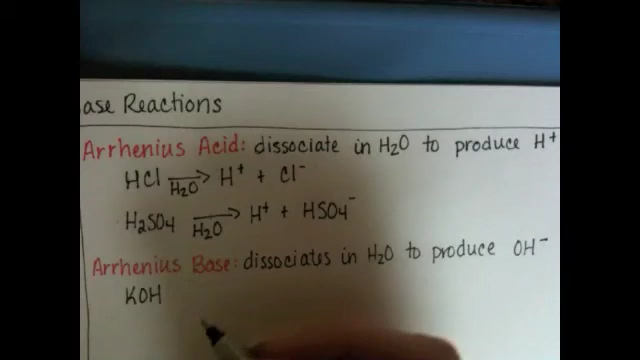 ase Reactions
Arrhenius Acid: dissociate in H₂O to produce H⁺
HCl →H₂O H⁺ + Cl⁻
H₂SO₄ →H₂O H⁺ + HSO₄⁻
Arrhenius Base: dissociates in H₂O to produce OH⁻
KOH